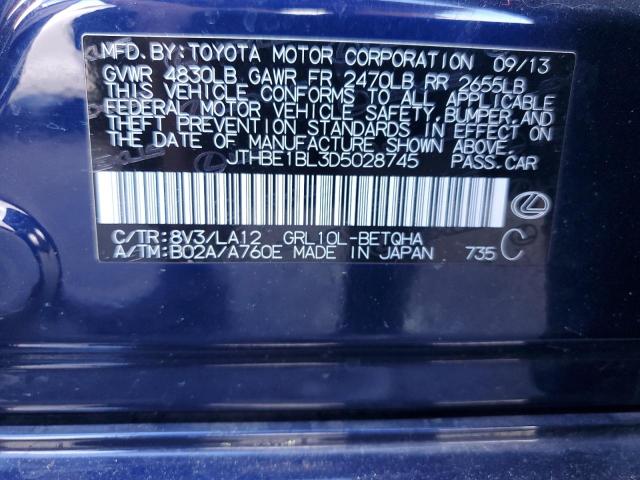 MFD. BY: TOYOTA MOTOR CORPORATION 09/13
GVWR 4830LB GAWR FR 2470LB RR 2655LB
THIS VEHICLE CONFORMS TO ALL APPLICABLE
FEDERAL MOTOR VEHICLE SAFETY, BUMPER, AND
THEFT PREVENTION STANDARDS IN EFFECT ON
THE DATE OF MANUFACTURE SHOWN ABOVE.
JTHBE1BL3D5028745 PASS. CAR
C/TR: 8V3/LA12 GRL10L-BETQHA
A/TM: B02A/A760E MADE IN JAPAN 735 C